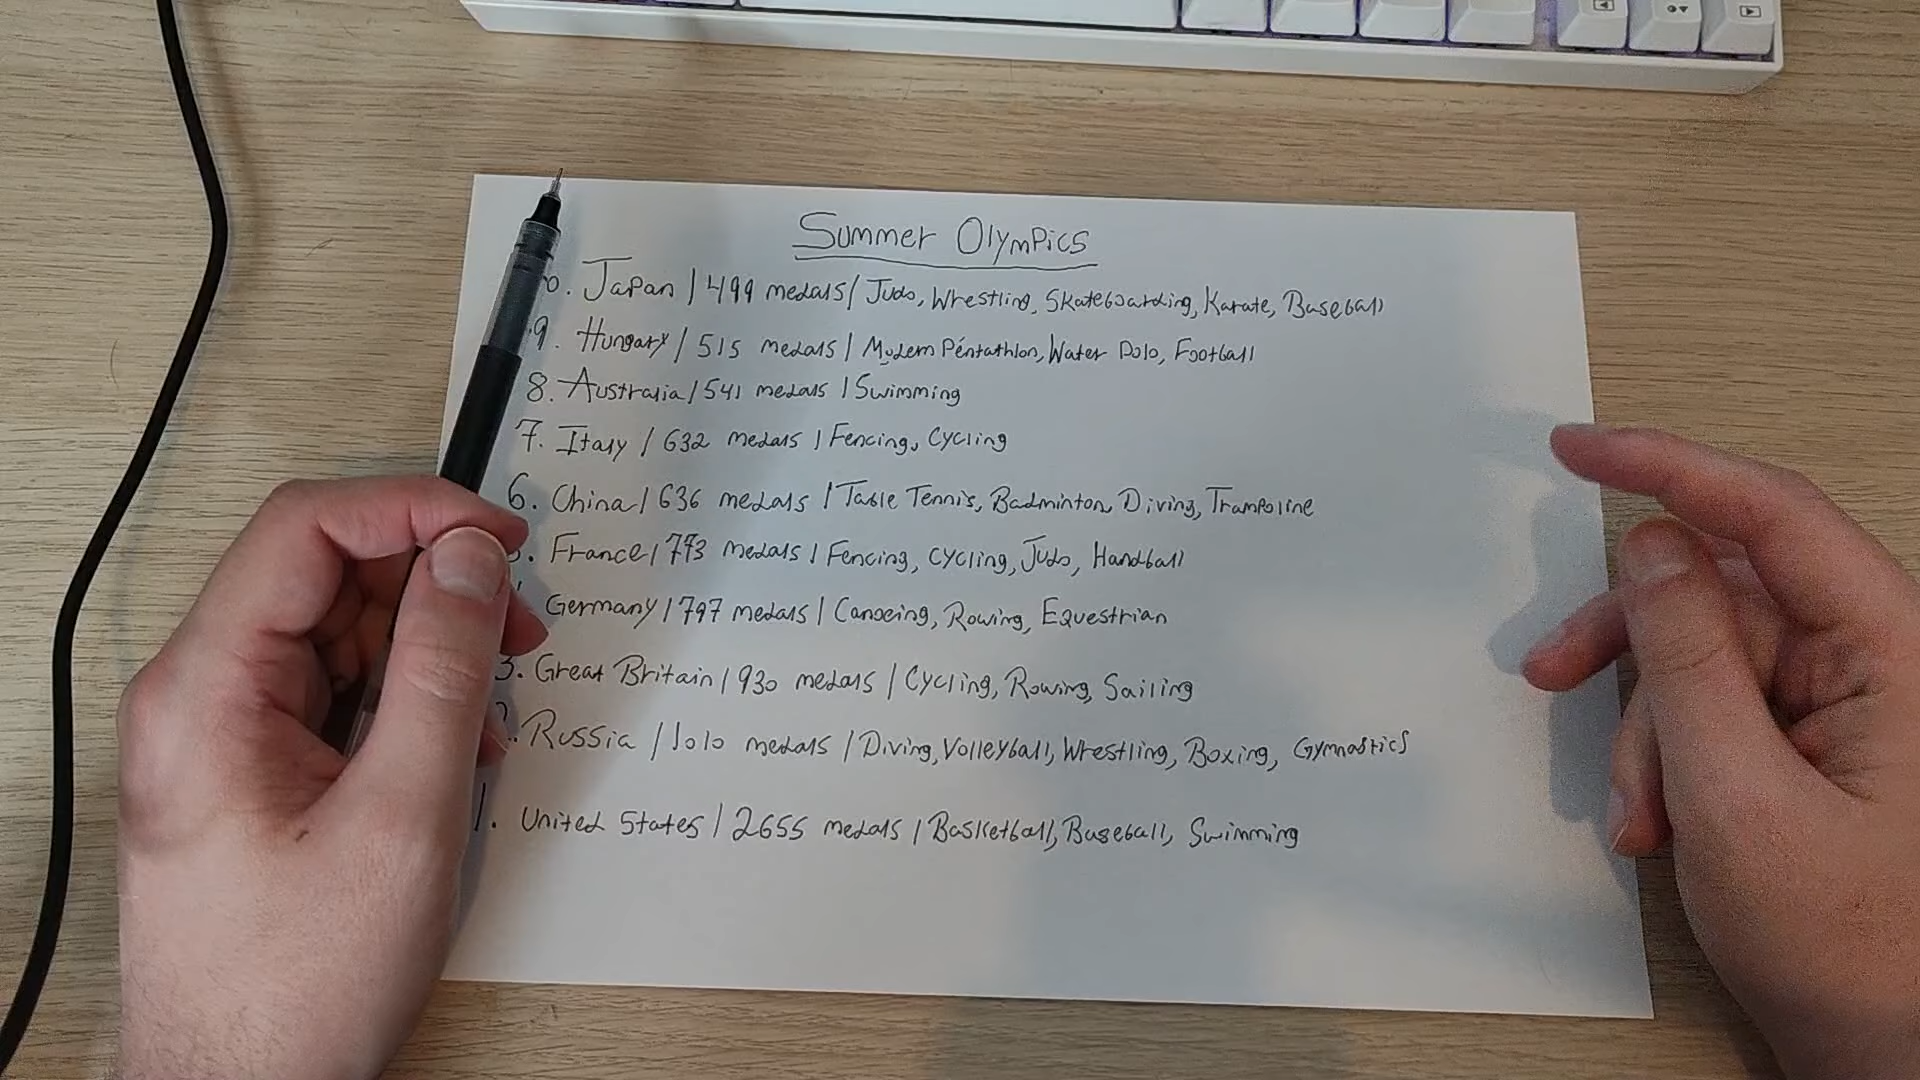 Summer Olympics
0. Japan | 499 medals | Judo, Wrestling, Skateboarding, Karate, Baseball
9. Hungary | 515 medals | Modern Pentathlon, Water Polo, Football
8. Australia | 541 medals | Swimming
7. Italy | 632 medals | Fencing, Cycling
6. China | 636 medals | Table Tennis, Badminton, Diving, Trampoline
. France | 773 medals | Fencing, Cycling, Judo, Handball
Germany | 797 medals | Canoeing, Rowing, Equestrian
3. Great Britain | 930 medals | Cycling, Rowing, Sailing
2. Russia | 1010 medals | Diving, Volleyball, Wrestling, Boxing, Gymnastics
1. United States | 2655 medals | Basketball, Baseball, Swimming